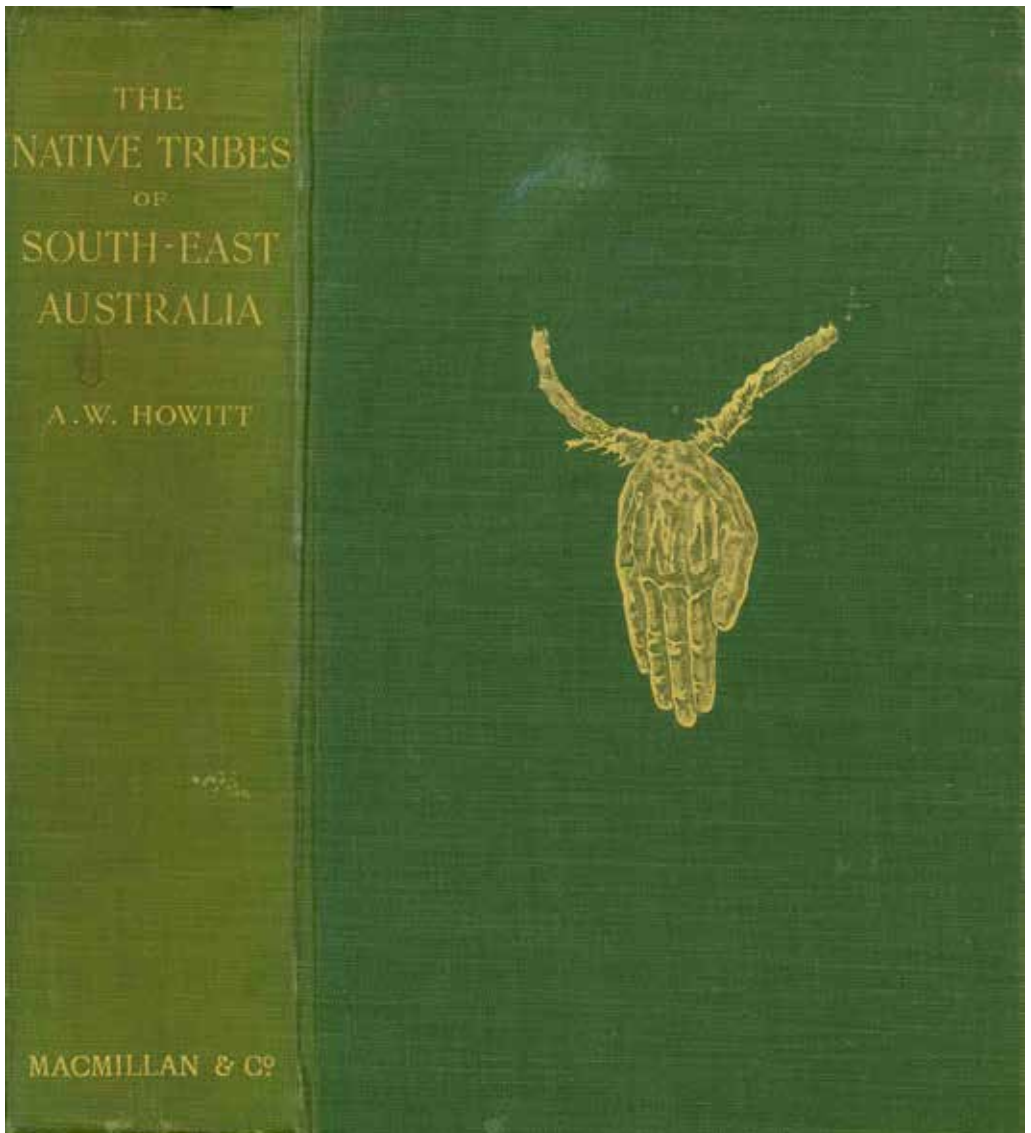 THE
NATIVE TRIBES
OF
SOUTH-EAST
AUSTRALIA
A.W. HOWITT
MACMILLAN & Cº